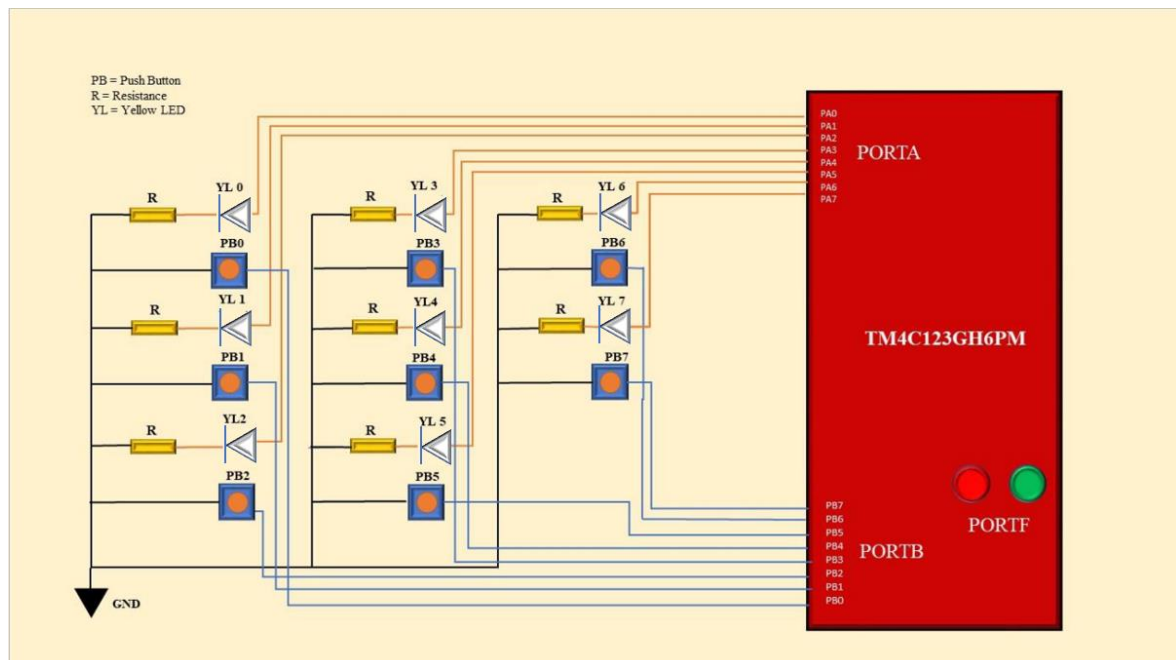 PB = Push Button
R = Resistance
YL = Yellow LED
PA0
PA1
PA2
PA3
PA4
PA5
PA6
PA7
PORTA
YL 0
R
YL 3
R
YL 6
R
PB0
PB3
PB6
YL 1
R
YL4
R
YL 7
R
TM4C123GH6PM
PB1
PB4
PB7
YL2
R
YL 5
R
PB2
PB5
PB7
PB6
PB5
PB4
PB3
PB2
PB1
PB0
PORTB
PORTF
GND